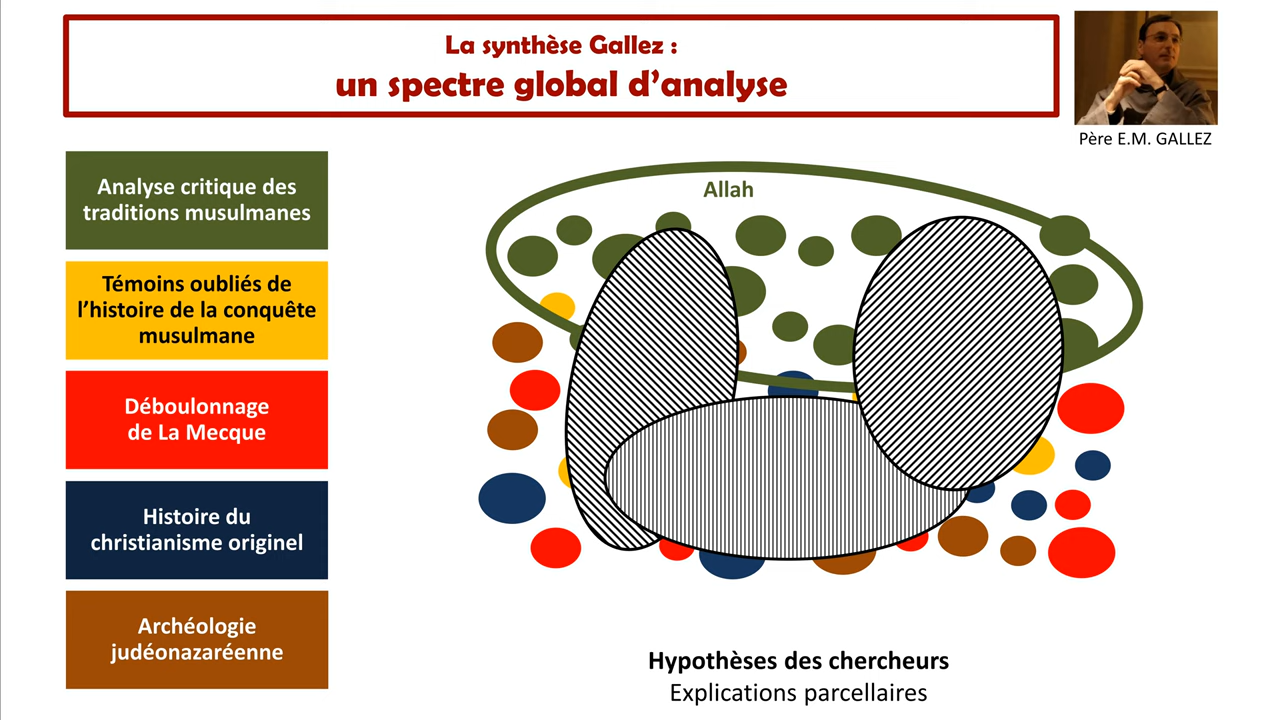 La synthèse Gallez :
un spectre global d’analyse
Père E.M. GALLEZ
Analyse critique des
traditions musulmanes
Témoins oubliés de
l’histoire de la conquête
musulmane
Déboulonnage
de La Mecque
Histoire du
christianisme originel
Archéologie
judéonazaréenne
Allah
Hypothèses des chercheurs
Explications parcellaires